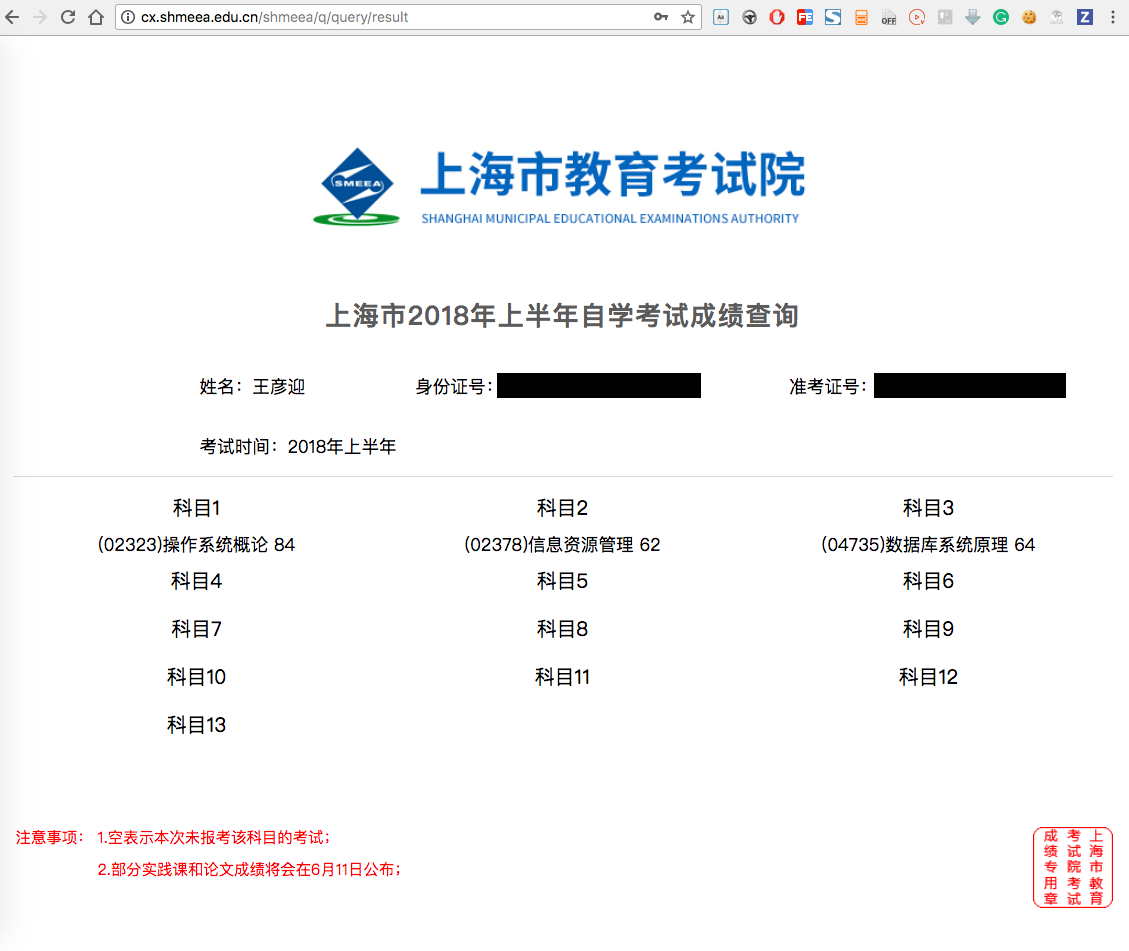 cx.shmeea.edu.cn/shmeea/q/query/result
SMEEA
上海市教育考试院
SHANGHAI MUNICIPAL EDUCATIONAL EXAMINATIONS AUTHORITY
上海市2018年上半年自学考试成绩查询
姓名：王彦迎 身份证号： 准考证号：
考试时间：2018年上半年
科目1 科目2 科目3
(02323)操作系统概论 84 (02378)信息资源管理 62 (04735)数据库系统原理 64
科目4 科目5 科目6
科目7 科目8 科目9
科目10 科目11 科目12
科目13
注意事项： 1.空表示本次未报考该科目的考试；
2.部分实践课和论文成绩将会在6月11日公布；
上海市教育
考试院考试
成绩专用章